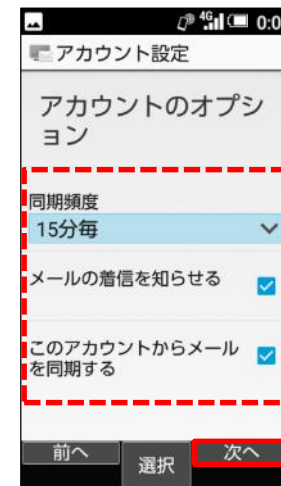 4G 0:0
アカウント設定
アカウントのオプシ
ョン
同期頻度
15分毎
メールの着信を知らせる
このアカウントからメール
を同期する
前へ
選択
次へ